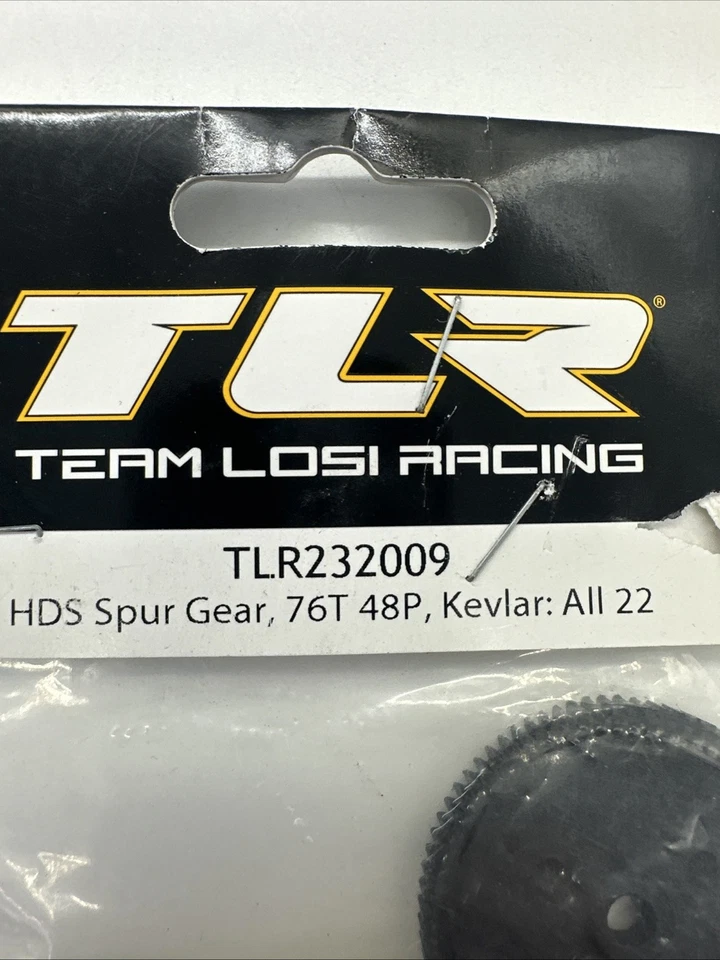 TLR®
TEAM LOSI RACING
TLR232009
HDS Spur Gear, 76T 48P, Kevlar: All 22